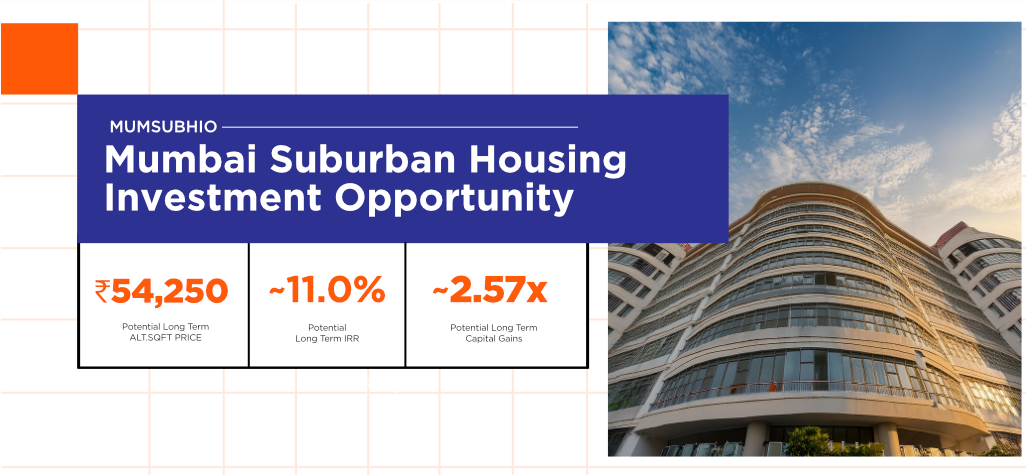 MUMSUBHIO
Mumbai Suburban Housing
Investment Opportunity
₹54,250
Potential Long Term
ALT.SQFT PRICE
~11.0%
Potential
Long Term IRR
~2.57x
Potential Long Term
Capital Gains